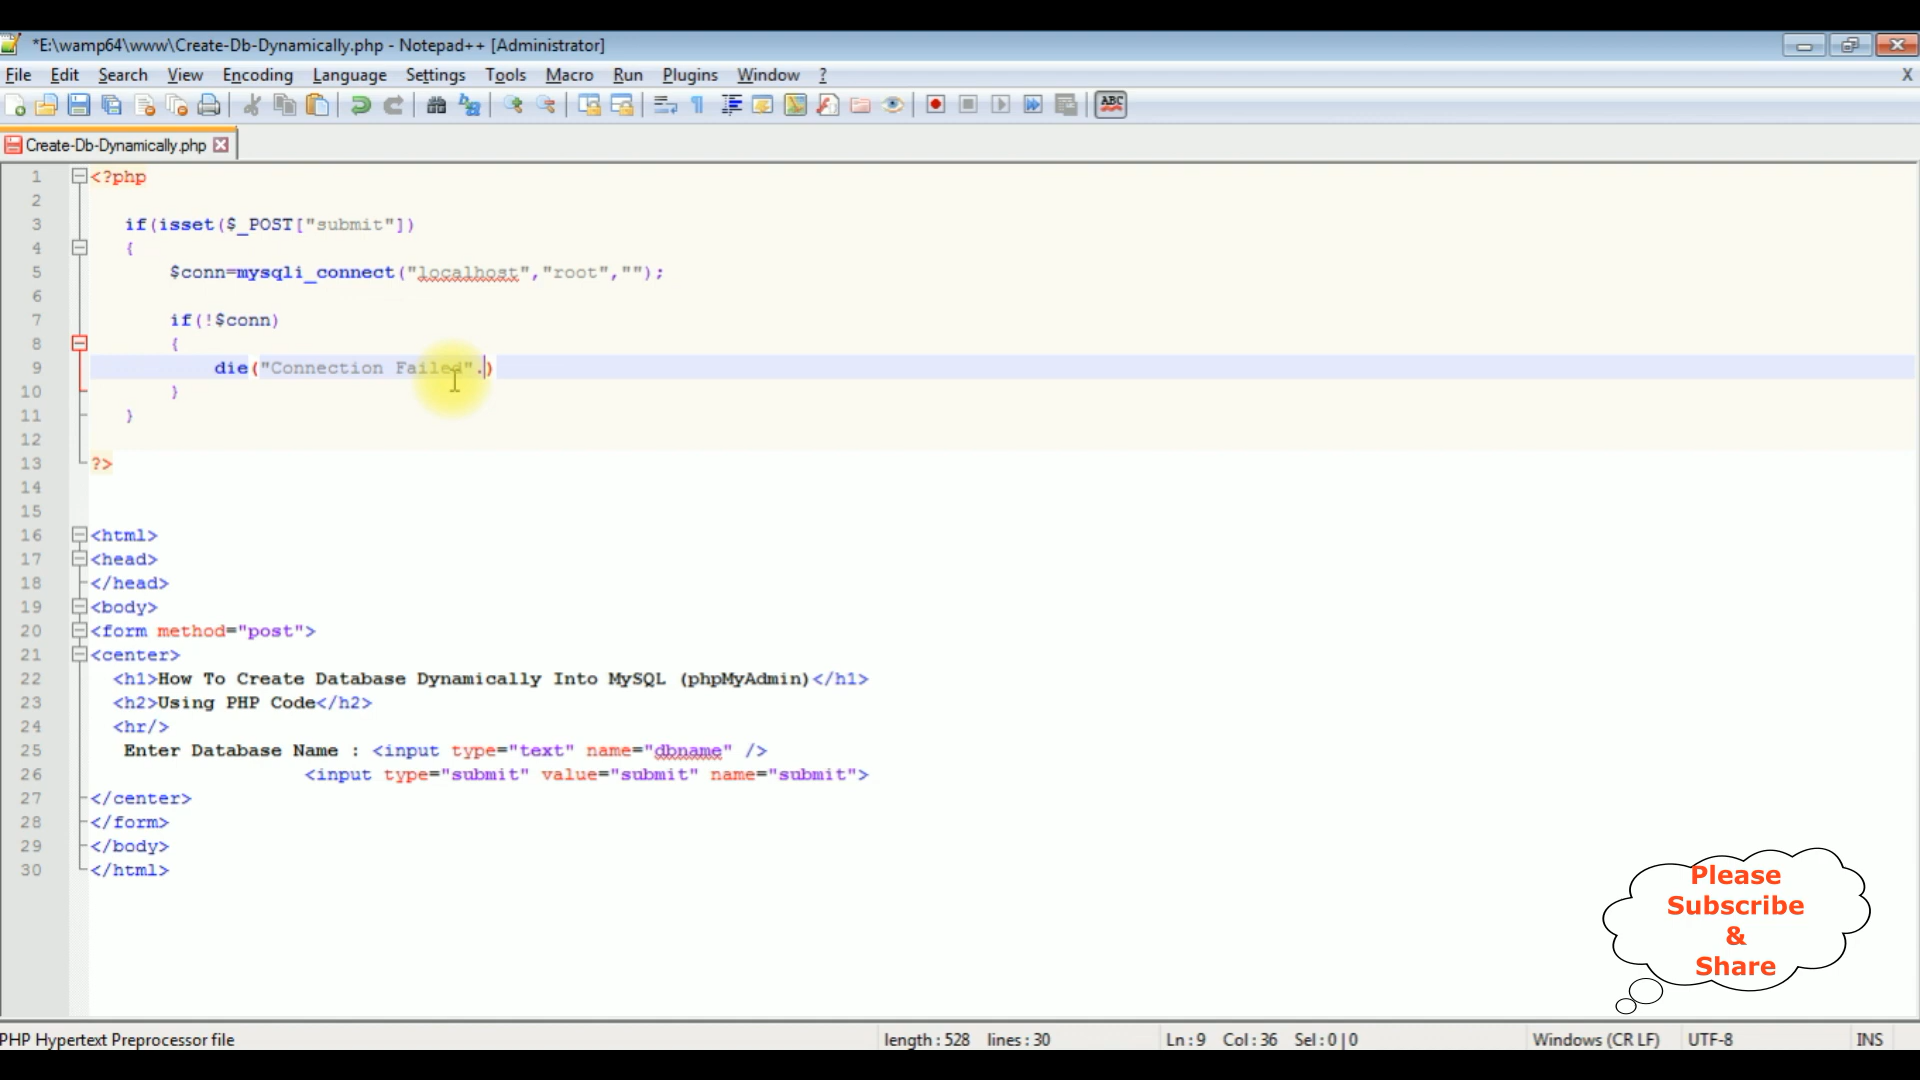 *E:\wamp64\www\Create-Db-Dynamically.php - Notepad++ [Administrator]
File Edit Search View Encoding Language Settings Tools Macro Run Plugins Window ? X
ABC
Create-Db-Dynamically.php
1 <?php
2
3 if(isset($_POST["submit"])
4 {
5 $conn=mysqli_connect("localhost","root","");
6
7 if(!$conn)
8 {
9 die("Connection Failed".)
10 }
11 }
12
13 ?>
14
15
16 <html>
17 <head>
18 </head>
19 <body>
20 <form method="post">
21 <center>
22 <h1>How To Create Database Dynamically Into MySQL (phpMyAdmin)</h1>
23 <h2>Using PHP Code</h2>
24 <hr/>
25 Enter Database Name : <input type="text" name="dbname" />
26 <input type="submit" value="submit" name="submit">
27 </center>
28 </form>
29 </body>
30 </html>
Please
Subscribe
&
Share
PHP Hypertext Preprocessor file length : 528 lines : 30 Ln : 9 Col : 36 Sel : 0 | 0 Windows (CR LF) UTF-8 INS